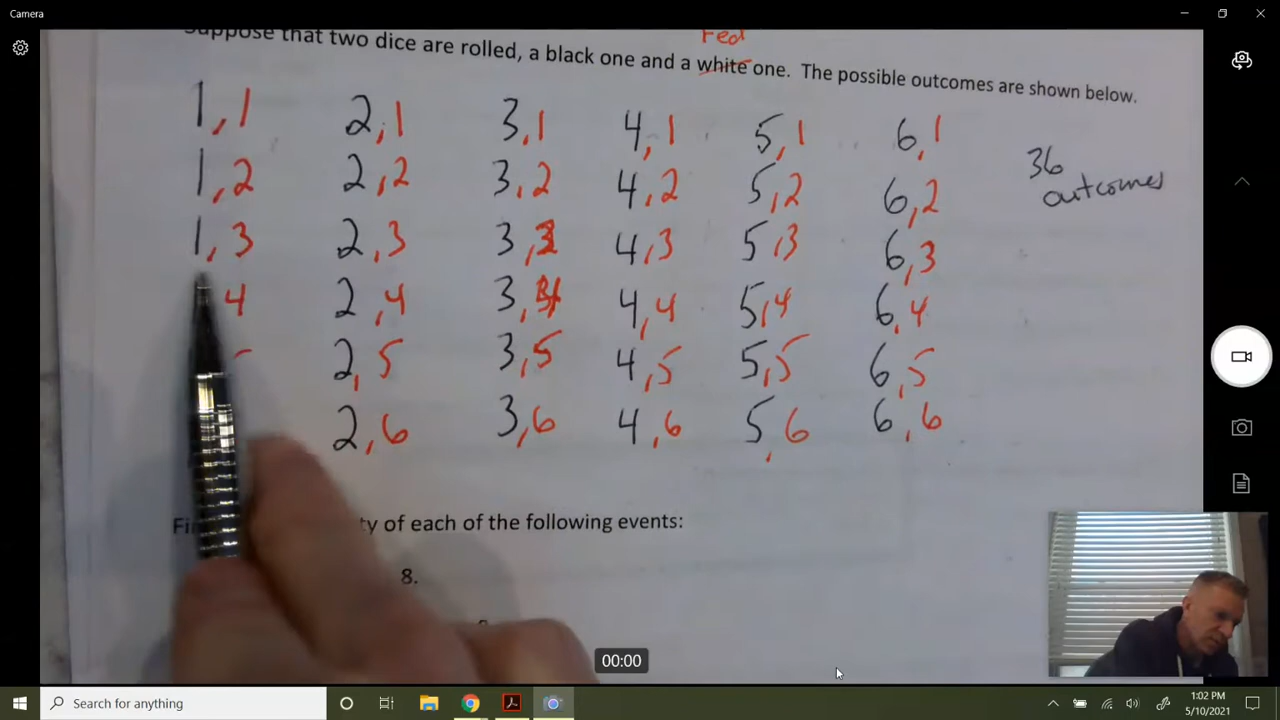 Camera
Red
Suppose that two dice are rolled, a black one and a white one. The possible outcomes are shown below.
1,1 2,1 3,1 4,1 5,1 6,1
1,2 2,2 3,2 4,2 5,2 6,2
36
outcomes
1,3 2,3 3,3 4,3 5,3 6,3
4 2,4 3,4 4,4 5,4 6,4
5 2,5 3,5 4,5 5,5 6,5
2,6 3,6 4,6 5,6 6,6
of each of the following events:
8.
00:00
Search for anything
1:02 PM
5/10/2021